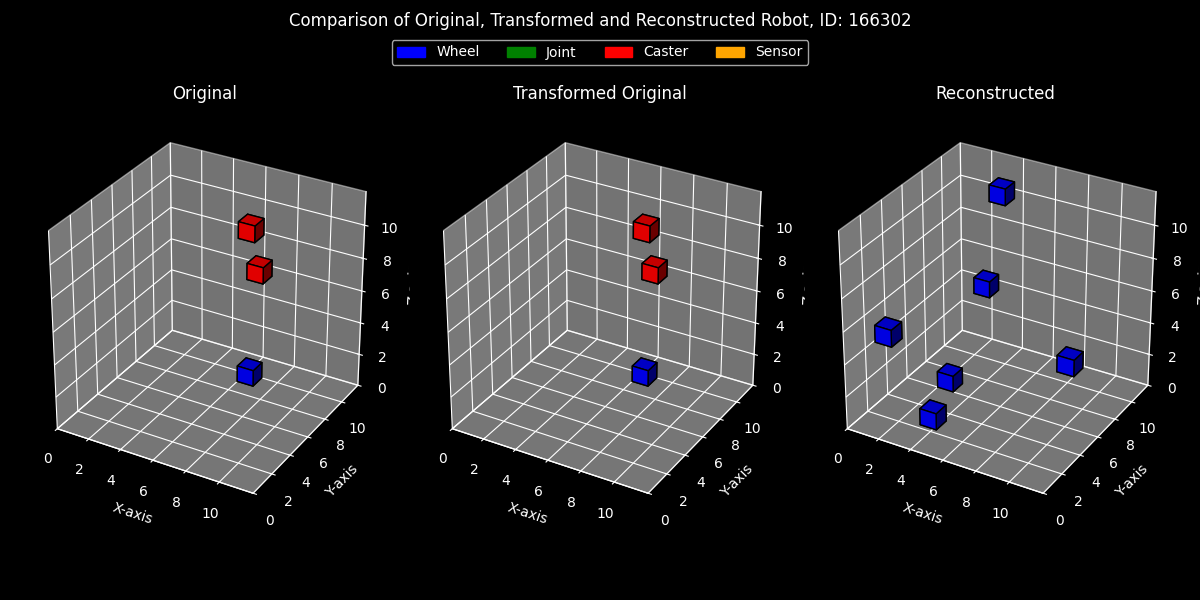 Comparison of Original, Transformed and Reconstructed Robot, ID: 166302
Wheel Joint Caster Sensor
Original Transformed Original Reconstructed
10 10 10
8 8 8
6 6 6
4 4 4
2 2 2
0 0 0
0 2 4 6 8 10 0 2 4 6 8 10 0 2 4 6 8 10
X-axis X-axis X-axis
0 2 4 6 8 10 0 2 4 6 8 10 0 2 4 6 8 10
Y-axis Y-axis Y-axis